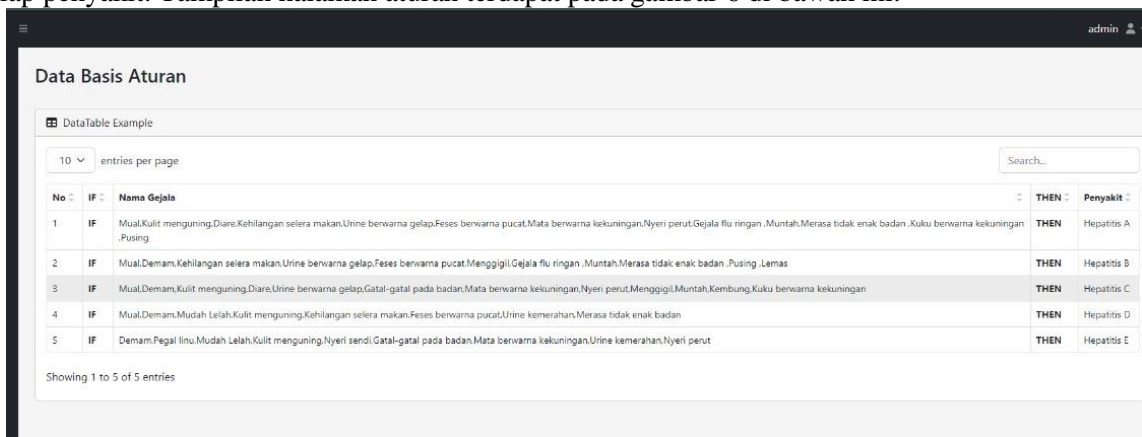 tiap penyakit. Tampilan halaman aturan terdapat pada gambar 6 di bawah ini.
admin
Data Basis Aturan
DataTable Example
10 entries per page
Search...
No IF Nama Gejala THEN Penyakit
1 IF Mual,Kulit menguning,Diare,Kehilangan selera makan,Urine berwarna gelap,Feses berwarna pucat,Mata berwarna kekuningan,Nyeri perut,Gejala flu ringan ,Muntah,Merasa tidak enak badan ,Kuku berwarna kekuningan THEN Hepatitis A
,Pusing
2 IF Mual,Demam,Kehilangan selera makan,Urine berwarna gelap,Feses berwarna pucat,Menggigil,Gejala flu ringan ,Muntah,Merasa tidak enak badan ,Pusing ,Lemas THEN Hepatitis B
3 IF Mual,Demam,Kulit menguning,Diare,Urine berwarna gelap,Gatal-gatal pada badan,Mata berwarna kekuningan,Nyeri perut,Menggigil,Muntah,Kembung,Kuku berwarna kekuningan THEN Hepatitis C
4 IF Mual,Demam,Mudah Lelah,Kulit menguning,Kehilangan selera makan,Feses berwarna pucat,Urine kemerahan,Merasa tidak enak badan THEN Hepatitis D
5 IF Demam,Pegal linu,Mudah Lelah,Kulit menguning,Nyeri sendi,Gatal-gatal pada badan,Mata berwarna kekuningan,Urine kemerahan,Nyeri perut THEN Hepatitis E
Showing 1 to 5 of 5 entries